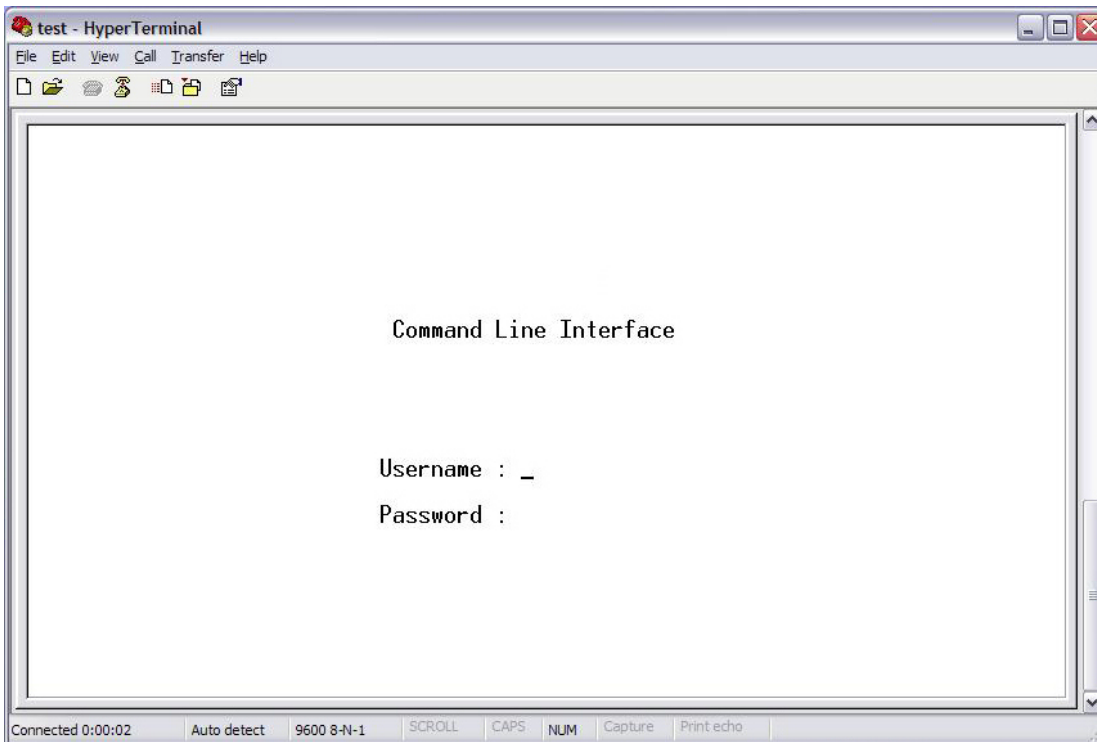 test - HyperTerminal
File Edit View Call Transfer Help
Command Line Interface
Username : _
Password :
Connected 0:00:02 Auto detect 9600 8-N-1 SCROLL CAPS NUM Capture Print echo